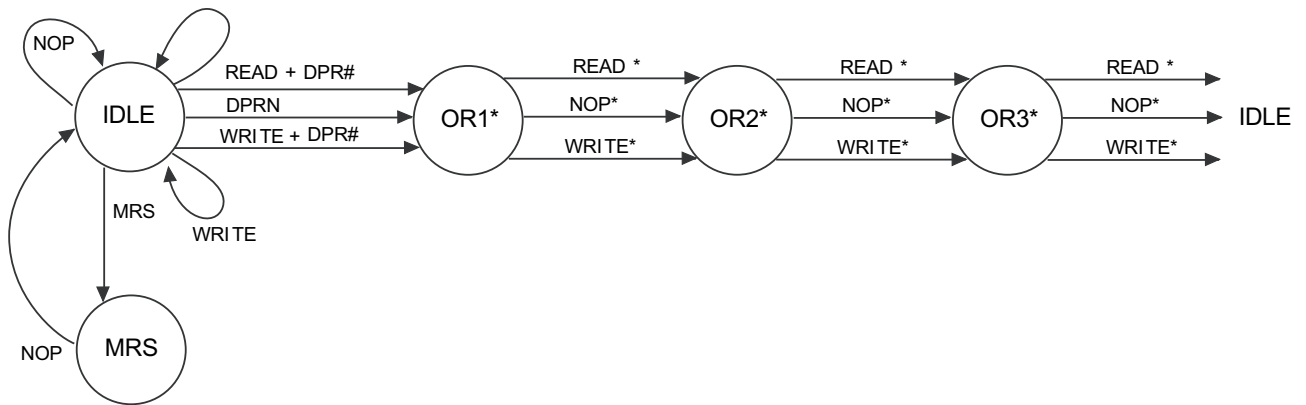 NOP
READ + DPR#
READ *
READ *
READ *
IDLE
DPRN
OR1*
NOP*
OR2*
NOP*
OR3*
NOP*
IDLE
WRITE + DPR#
WRITE*
WRITE*
WRITE*
MRS
WRITE
NOP
MRS